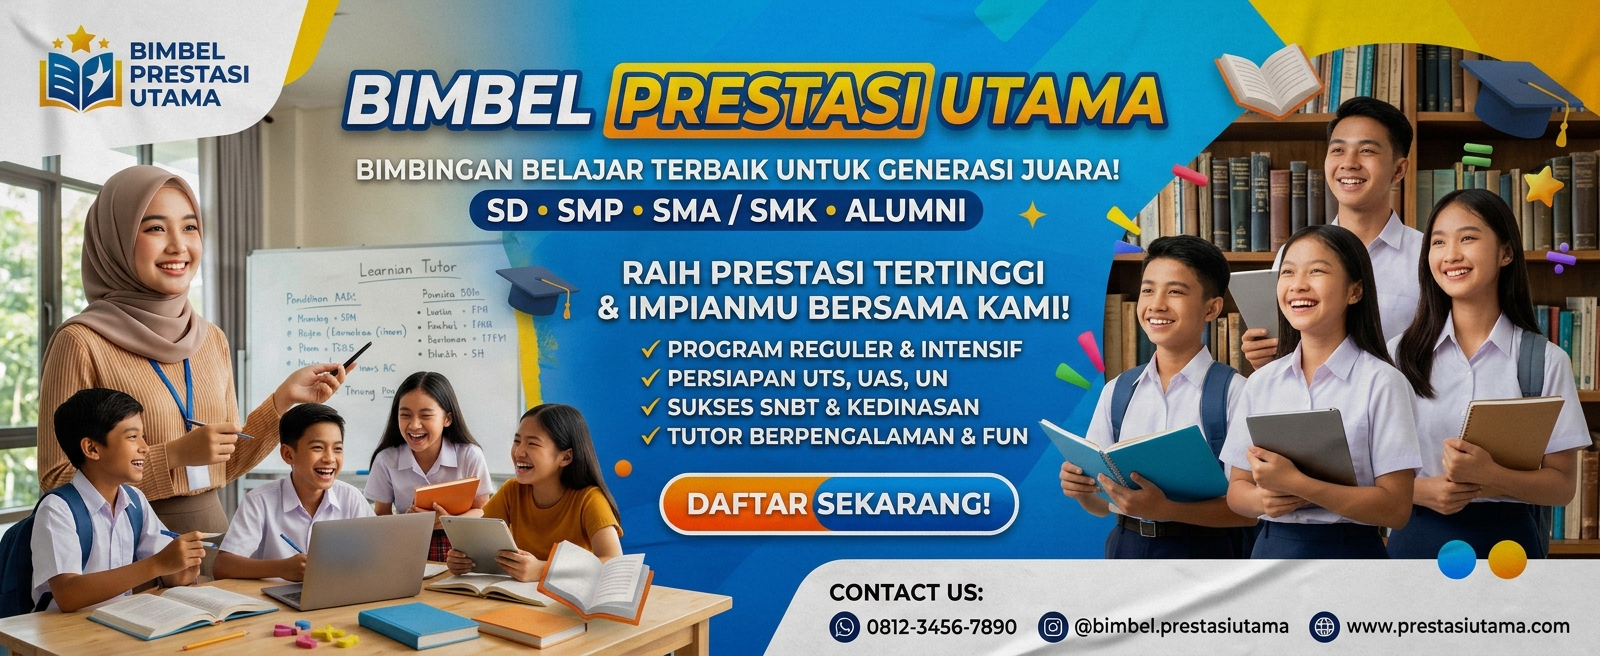 BIMBEL
PRESTASI
UTAMA
BIMBEL PRESTASI UTAMA
BIMBINGAN BELAJAR TERBAIK UNTUK GENERASI JUARA!
SD • SMP • SMA / SMK • ALUMNI
Learnian Tutor
RAIH PRESTASI TERTINGGI
& IMPIANMU BERSAMA KAMI!
✓ PROGRAM REGULER & INTENSIF
✓ PERSIAPAN UTS, UAS, UN
✓ SUKSES SNBT & KEDINASAN
✓ TUTOR BERPENGALAMAN & FUN
DAFTAR SEKARANG!
CONTACT US:
0812-3456-7890 @bimbel.prestasiutama www.prestasiutama.com